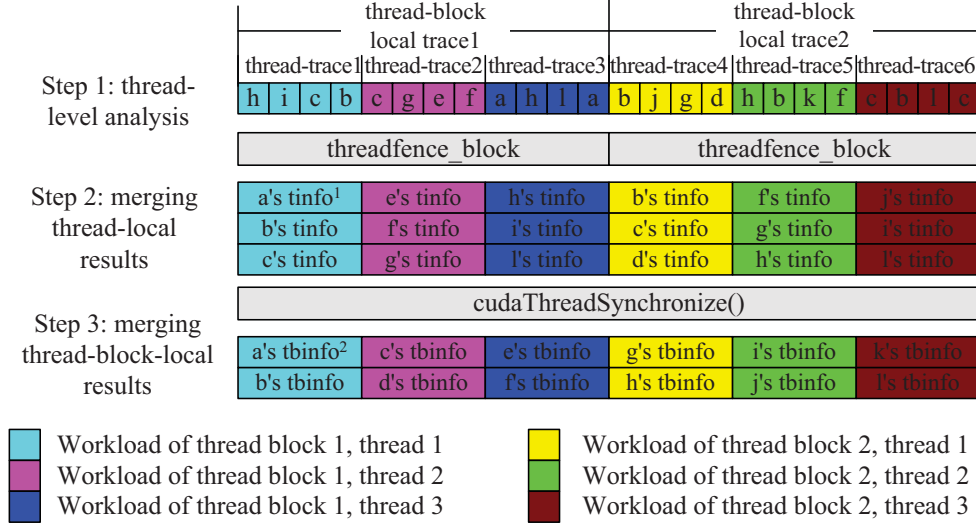 thread-block thread-block
local trace1 local trace2
thread-trace1 thread-trace2 thread-trace3 thread-trace4 thread-trace5 thread-trace6
Step 1: thread-
level analysis
h i c b c g e f a h l a b j g d h b k f c b l c
threadfence_block threadfence_block
Step 2: merging
thread-local
results
a's tinfo¹ e's tinfo h's tinfo b's tinfo f's tinfo j's tinfo
b's tinfo f's tinfo i's tinfo c's tinfo g's tinfo i's tinfo
c's tinfo g's tinfo l's tinfo d's tinfo h's tinfo l's tinfo
cudaThreadSynchronize()
Step 3: merging
thread-block-local
results
a's tbinfo² c's tbinfo e's tbinfo g's tbinfo i's tbinfo k's tbinfo
b's tbinfo d's tbinfo f's tbinfo h's tbinfo j's tbinfo l's tbinfo
Workload of thread block 1, thread 1 Workload of thread block 2, thread 1
Workload of thread block 1, thread 2 Workload of thread block 2, thread 2
Workload of thread block 1, thread 3 Workload of thread block 2, thread 3